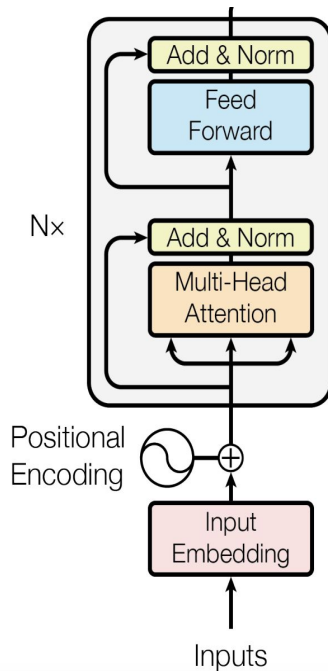 Add & Norm
Feed
Forward
N×
Add & Norm
Multi-Head
Attention
Positional
Encoding
Input
Embedding
Inputs